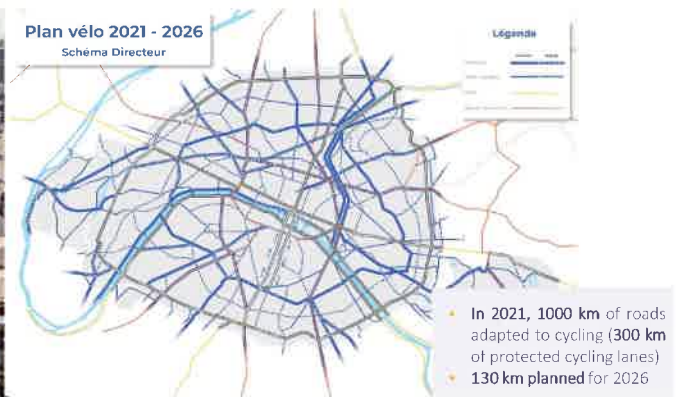 Plan vélo 2021 - 2026
Schéma Directeur
Légende
In 2021, 1000 km of roads
adapted to cycling (300 km
of protected cycling lanes)
130 km planned for 2026